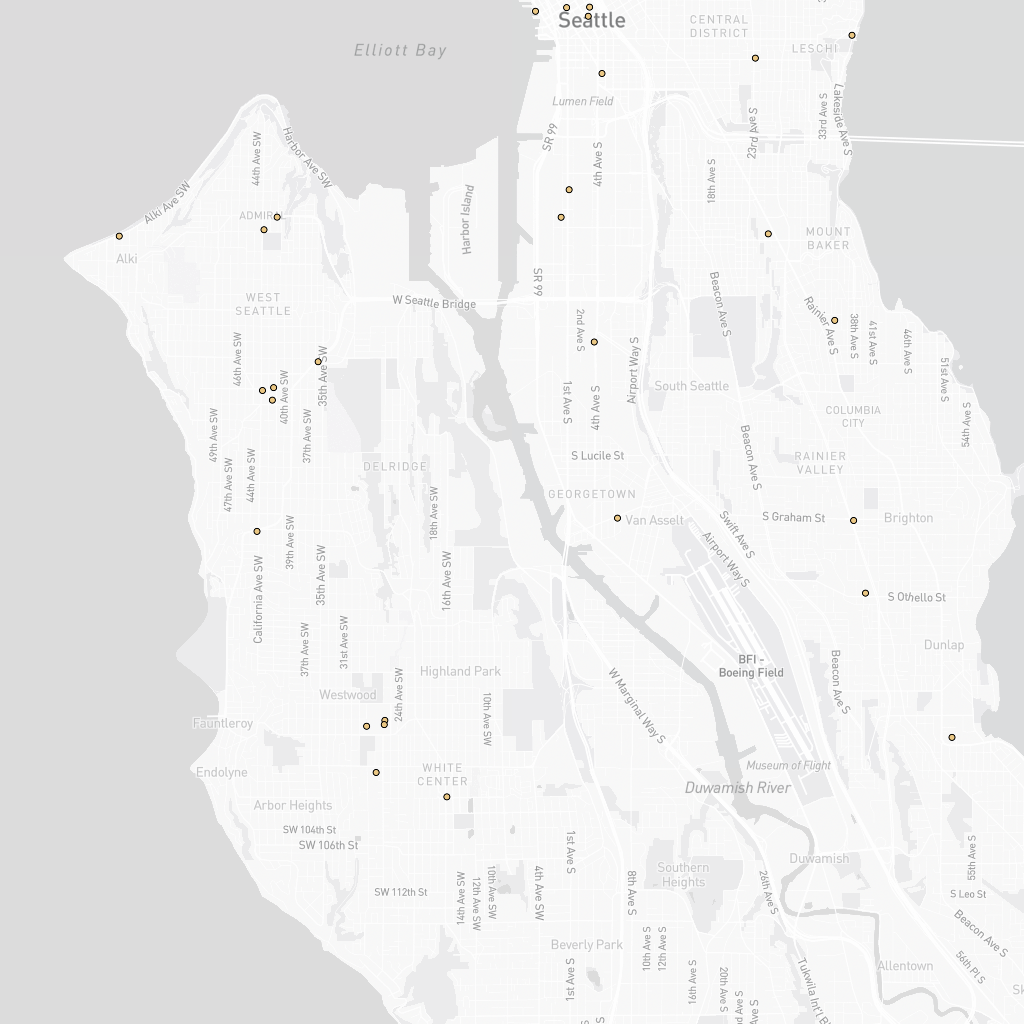 Seattle
CENTRAL
DISTRICT
LESCHI
Elliott Bay
Lumen Field
SR 99
4th Ave S
23rd Ave S
33rd Ave S
Lakeside Ave S
18th Ave S
44th Ave SW
Harbor Ave SW
Alki Ave SW
Harbor Island
Alki
MOUNT
BAKER
WEST
SEATTLE
W Seattle Bridge
SR 99
2nd Ave S
Beacon Ave S
Rainier Ave S
38th Ave S
41st Ave S
46th Ave S
51st Ave S
54th Ave S
46th Ave SW
35th Ave SW
40th Ave SW
Airport Way S
South Seattle
1st Ave S
4th Ave S
COLUMBIA
CITY
49th Ave SW
37th Ave SW
44th Ave SW
47th Ave SW
DELRIDGE
S Lucile St
Beacon Ave S
RAINIER
VALLEY
GEORGETOWN
18th Ave SW
Van Asselt
S Graham St
Brighton
Swift Ave S
Airport Way S
39th Ave SW
35th Ave SW
16th Ave SW
California Ave SW
S Othello St
37th Ave SW
31st Ave SW
Dunlap
BFI -
Boeing Field
Highland Park
Beacon Ave S
W Marginal Way S
24th Ave SW
Westwood
10th Ave SW
Fauntleroy
Endolyne
WHITE
CENTER
Museum of Flight
Duwamish River
Arbor Heights
SW 104th St
SW 106th St
1st Ave S
Duwamish
Southern
Heights
55th Ave S
SW 112th St
14th Ave SW
12th Ave SW
10th Ave SW
4th Ave SW
8th Ave S
26th Ave S
S Leo St
Beacon Ave S
Beverly Park
10th Ave S
12th Ave S
56th Pl S
Allentown
1st Ave S
16th Ave S
20th Ave S